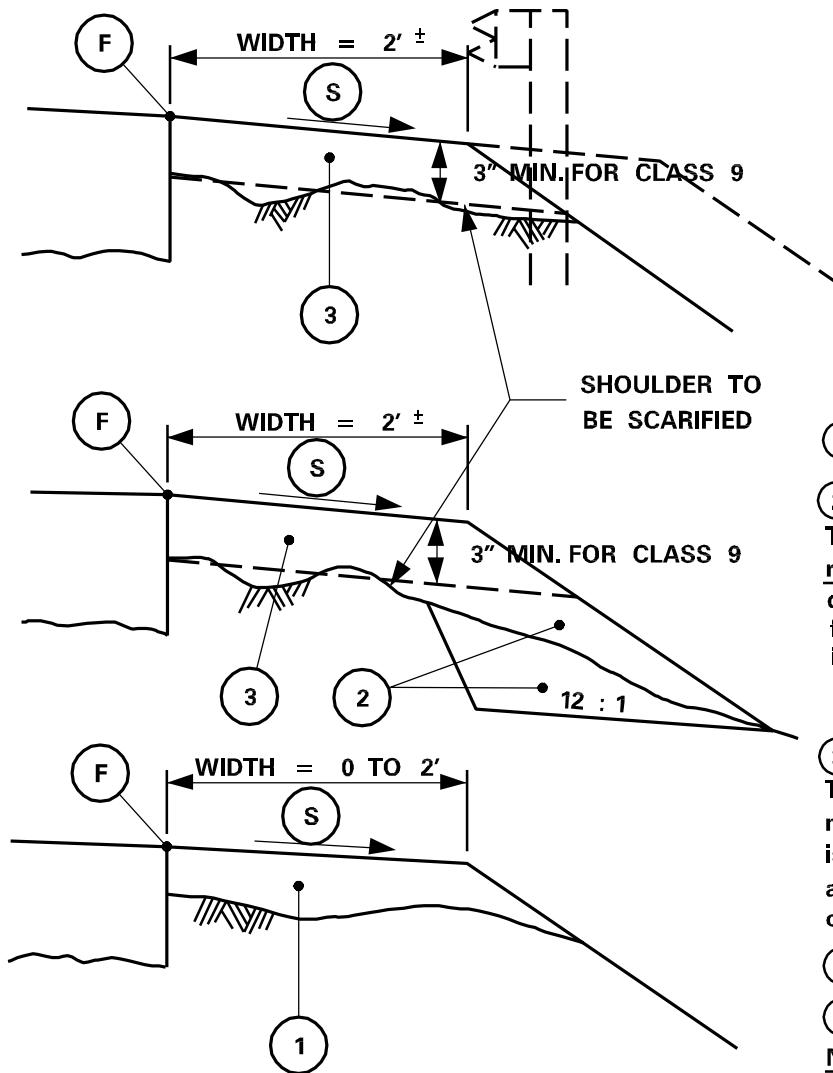 WIDTH = 2' ±
F
S
3" MIN. FOR CLASS 9
3
SHOULDER TO
BE SCARIFIED
WIDTH = 2' ±
F
S
3" MIN. FOR CLASS 9
3
2
12 : 1
WIDTH = 0 TO 2'
F
S
1